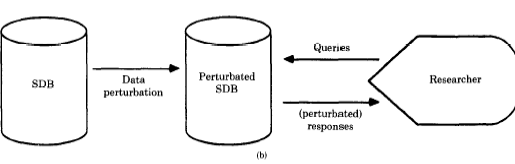 Queries
SDB
Data
perturbation
Perturbated
SDB
Researcher
(perturbated)
responses
(b)